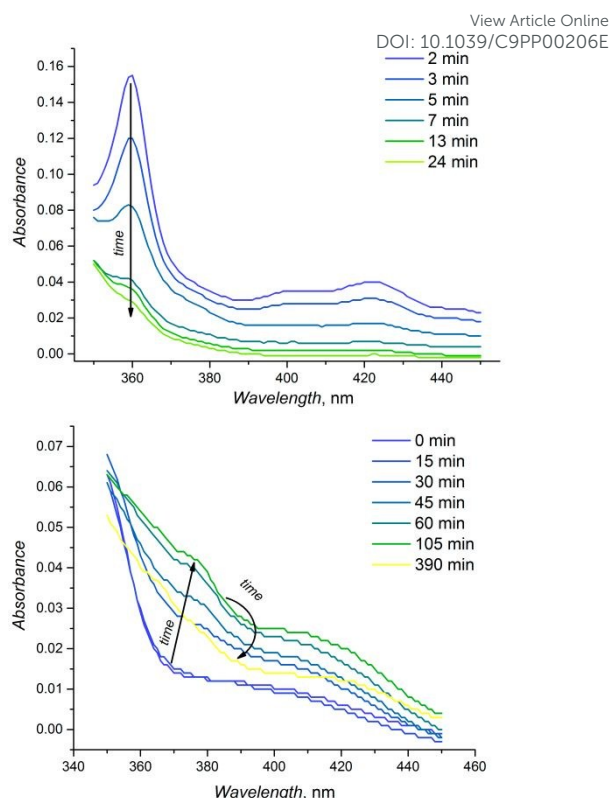 View Article Online
DOI: 10.1039/C9PP00206E
2 min
3 min
5 min
7 min
13 min
24 min
0.16
0.14
0.12
0.10
0.08
0.06
0.04
0.02
0.00
Absorbance
time
360 380 400 420 440
Wavelength, nm
0 min
15 min
30 min
45 min
60 min
105 min
390 min
0.07
0.06
0.05
0.04
0.03
0.02
0.01
0.00
Absorbance
time
time
340 360 380 400 420 440 460
Wavelength, nm